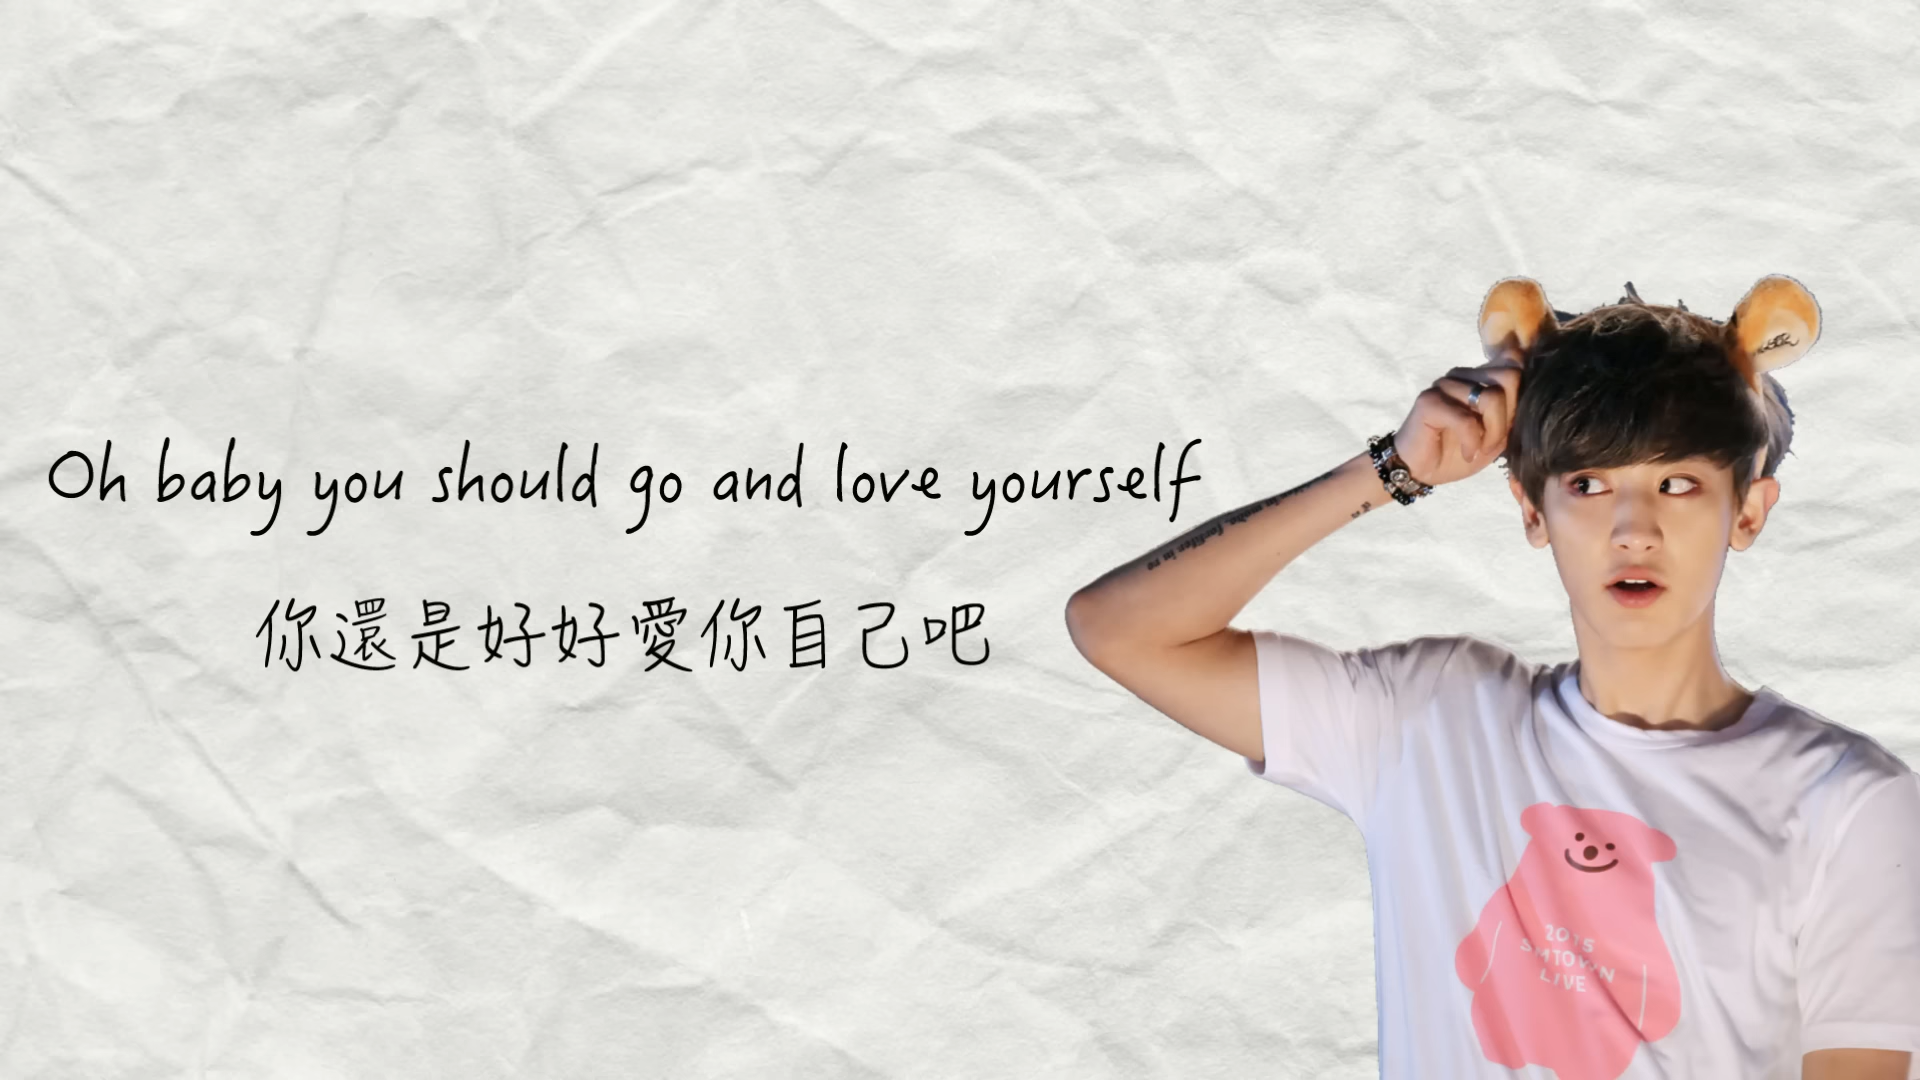 Oh baby you should go and love yourself
你還是好好愛你自己吧
2015
SMTOWN
LIVE